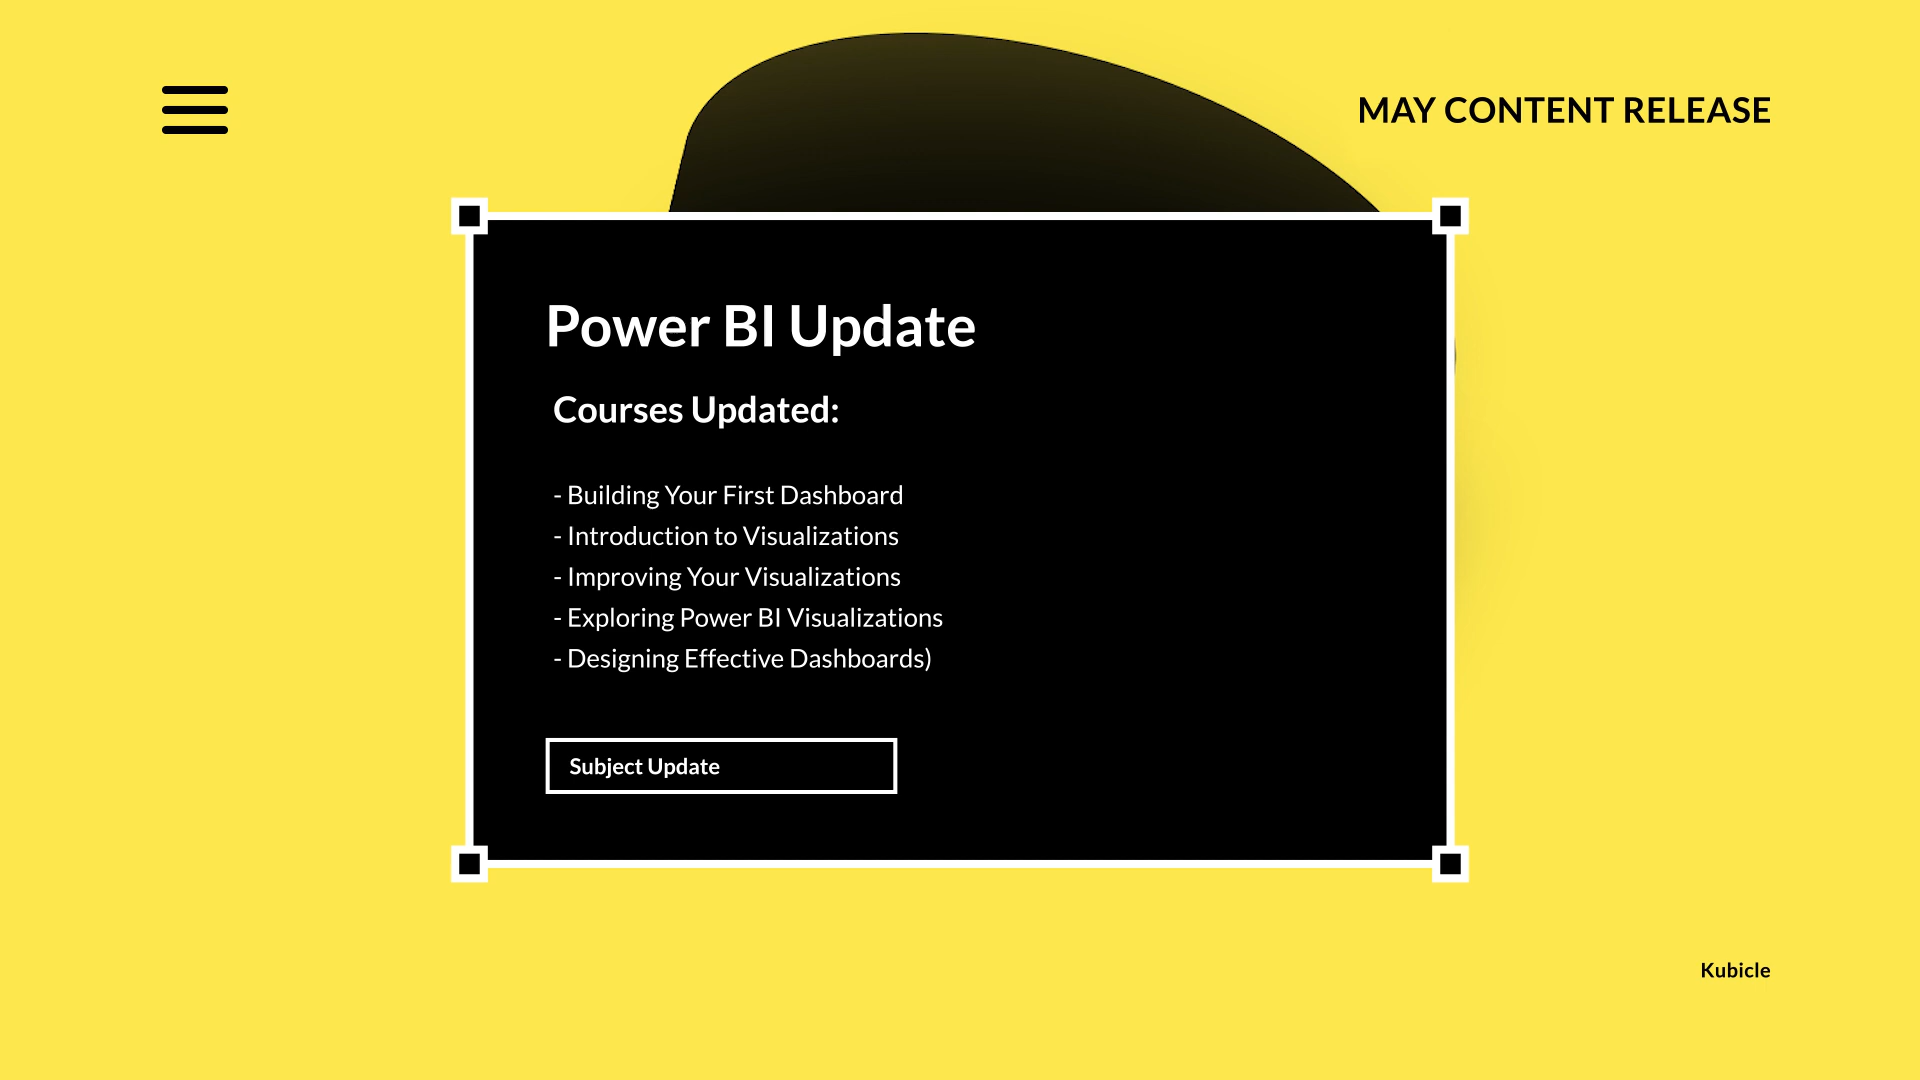 MAY CONTENT RELEASE
Power BI Update
Courses Updated:
- Building Your First Dashboard
- Introduction to Visualizations
- Improving Your Visualizations
- Exploring Power BI Visualizations
- Designing Effective Dashboards)
Subject Update
Kubicle